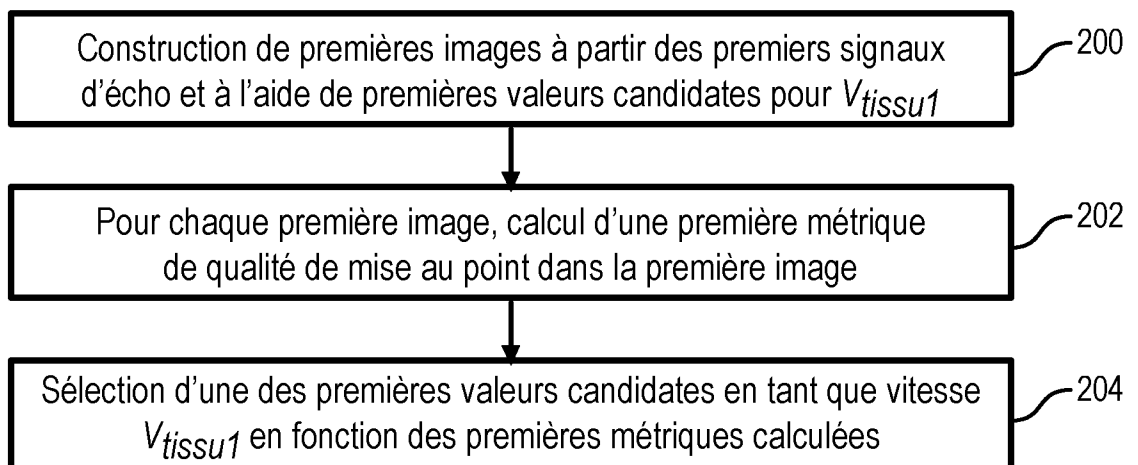 Construction de premières images à partir des premiers signaux
d'écho et à l'aide de premières valeurs candidates pour Vtissu1
200
Pour chaque première image, calcul d'une première métrique
de qualité de mise au point dans la première image
202
Sélection d'une des premières valeurs candidates en tant que vitesse
Vtissu1 en fonction des premières métriques calculées
204